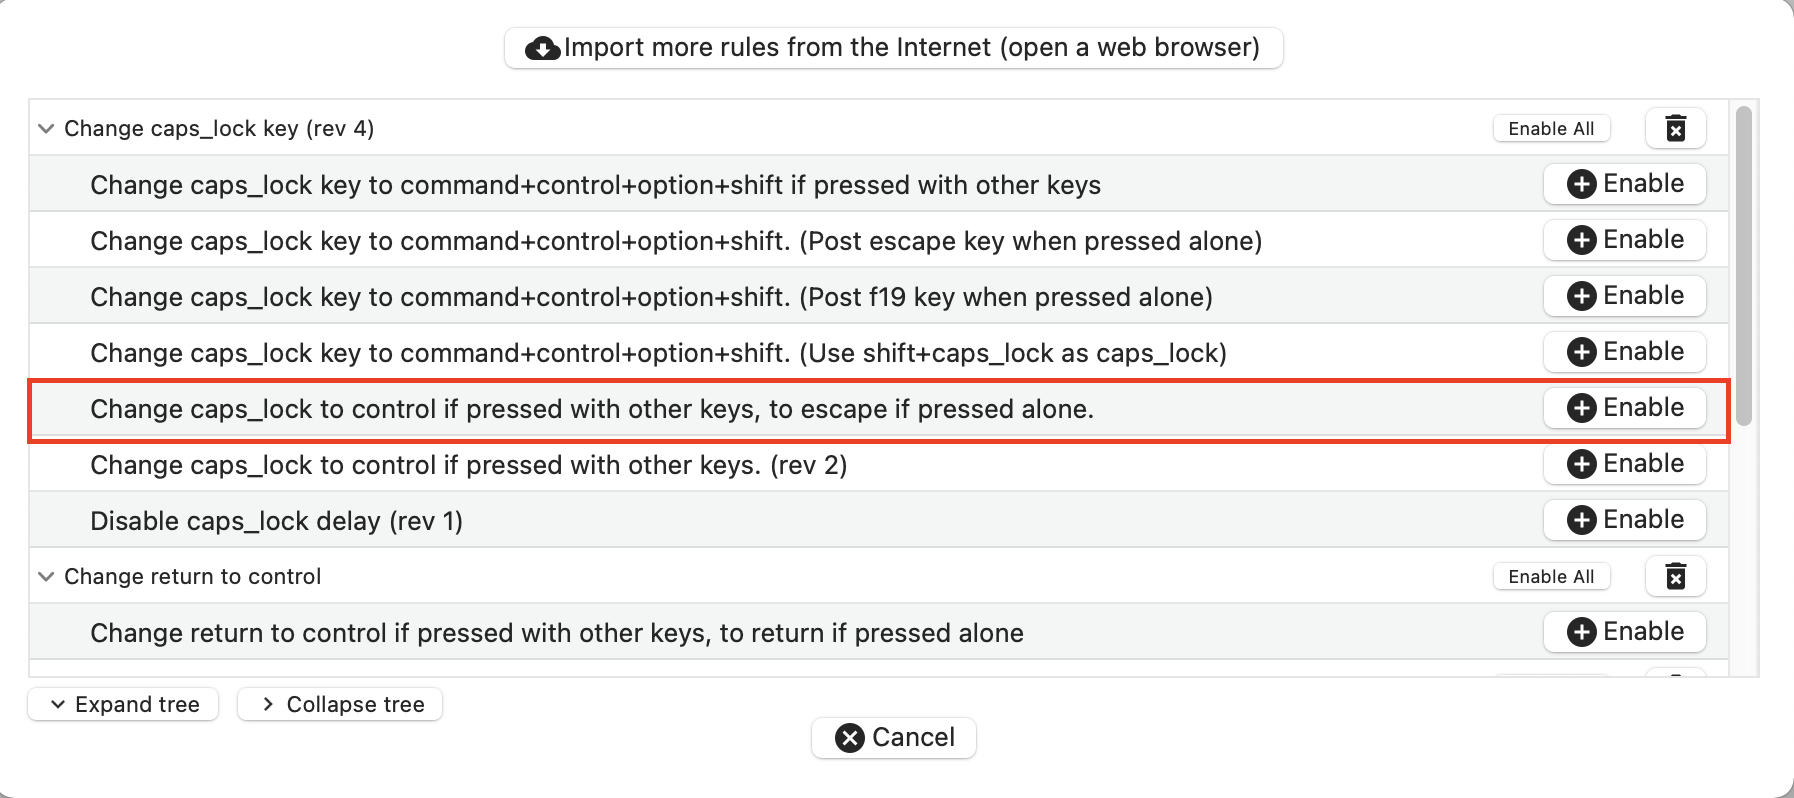 Import more rules from the Internet (open a web browser)
Change caps_lock key (rev 4) Enable All
Change caps_lock key to command+control+option+shift if pressed with other keys Enable
Change caps_lock key to command+control+option+shift. (Post escape key when pressed alone) Enable
Change caps_lock key to command+control+option+shift. (Post f19 key when pressed alone) Enable
Change caps_lock key to command+control+option+shift. (Use shift+caps_lock as caps_lock) Enable
Change caps_lock to control if pressed with other keys, to escape if pressed alone. Enable
Change caps_lock to control if pressed with other keys. (rev 2) Enable
Disable caps_lock delay (rev 1) Enable
Change return to control Enable All
Change return to control if pressed with other keys, to return if pressed alone Enable
Expand tree Collapse tree
Cancel